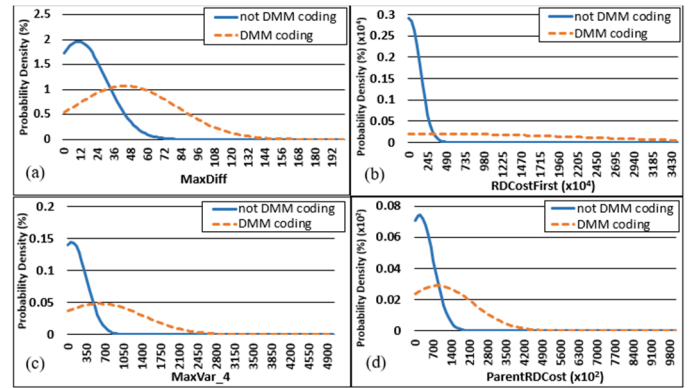 not DMM coding
DMM coding
Probability Density (%)
2.5
2
1.5
1
0.5
0
0 12 24 36 48 60 72 84 96 108 120 132 144 156 168 180 192
MaxDiff
(a)
not DMM coding
DMM coding
Probability Density (%) (x10⁴)
0.3
0.25
0.2
0.15
0.1
0.05
0
0 245 490 735 980 1225 1470 1715 1960 2205 2450 2695 2940 3185 3430
RDCostFirst (x10⁴)
(b)
not DMM coding
DMM coding
Probability Density (%)
0.2
0.15
0.1
0.05
0
0 350 700 1050 1400 1750 2100 2450 2800 3150 3500 3850 4200 4550 4900
MaxVar_4
(c)
not DMM coding
DMM coding
Probability Density (%) (x10²)
0.08
0.06
0.04
0.02
0
0 700 1400 2100 2800 3500 4200 4900 5600 6300 7000 7700 8400 9100 9800
ParentRDCost (x10²)
(d)